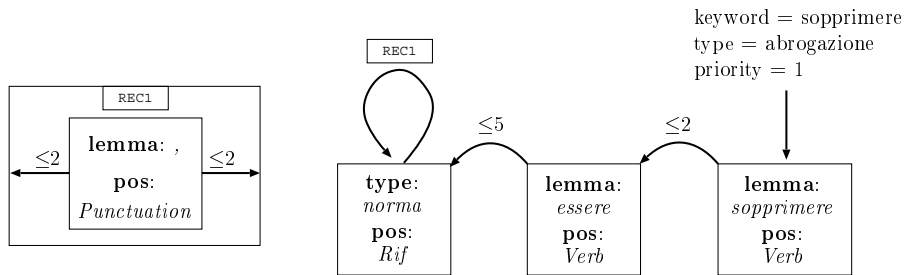 REC1
lemma: ,
pos:
Punctuation
≤2
≤2
keyword = sopprimere
type = abrogazione
priority = 1
REC1
≤5
≤2
type:
norma
pos:
Rif
lemma:
essere
pos:
Verb
lemma:
sopprimere
pos:
Verb